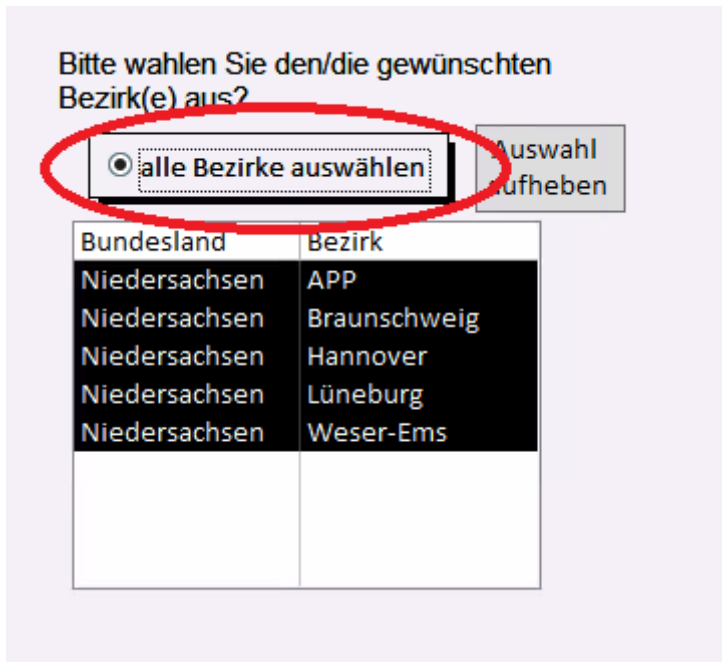 Bitte wahlen Sie den/die gewünschten
Bezirk(e) aus?
alle Bezirke auswählen
Auswahl
aufheben
Bundesland Bezirk
Niedersachsen APP
Niedersachsen Braunschweig
Niedersachsen Hannover
Niedersachsen Lüneburg
Niedersachsen Weser-Ems